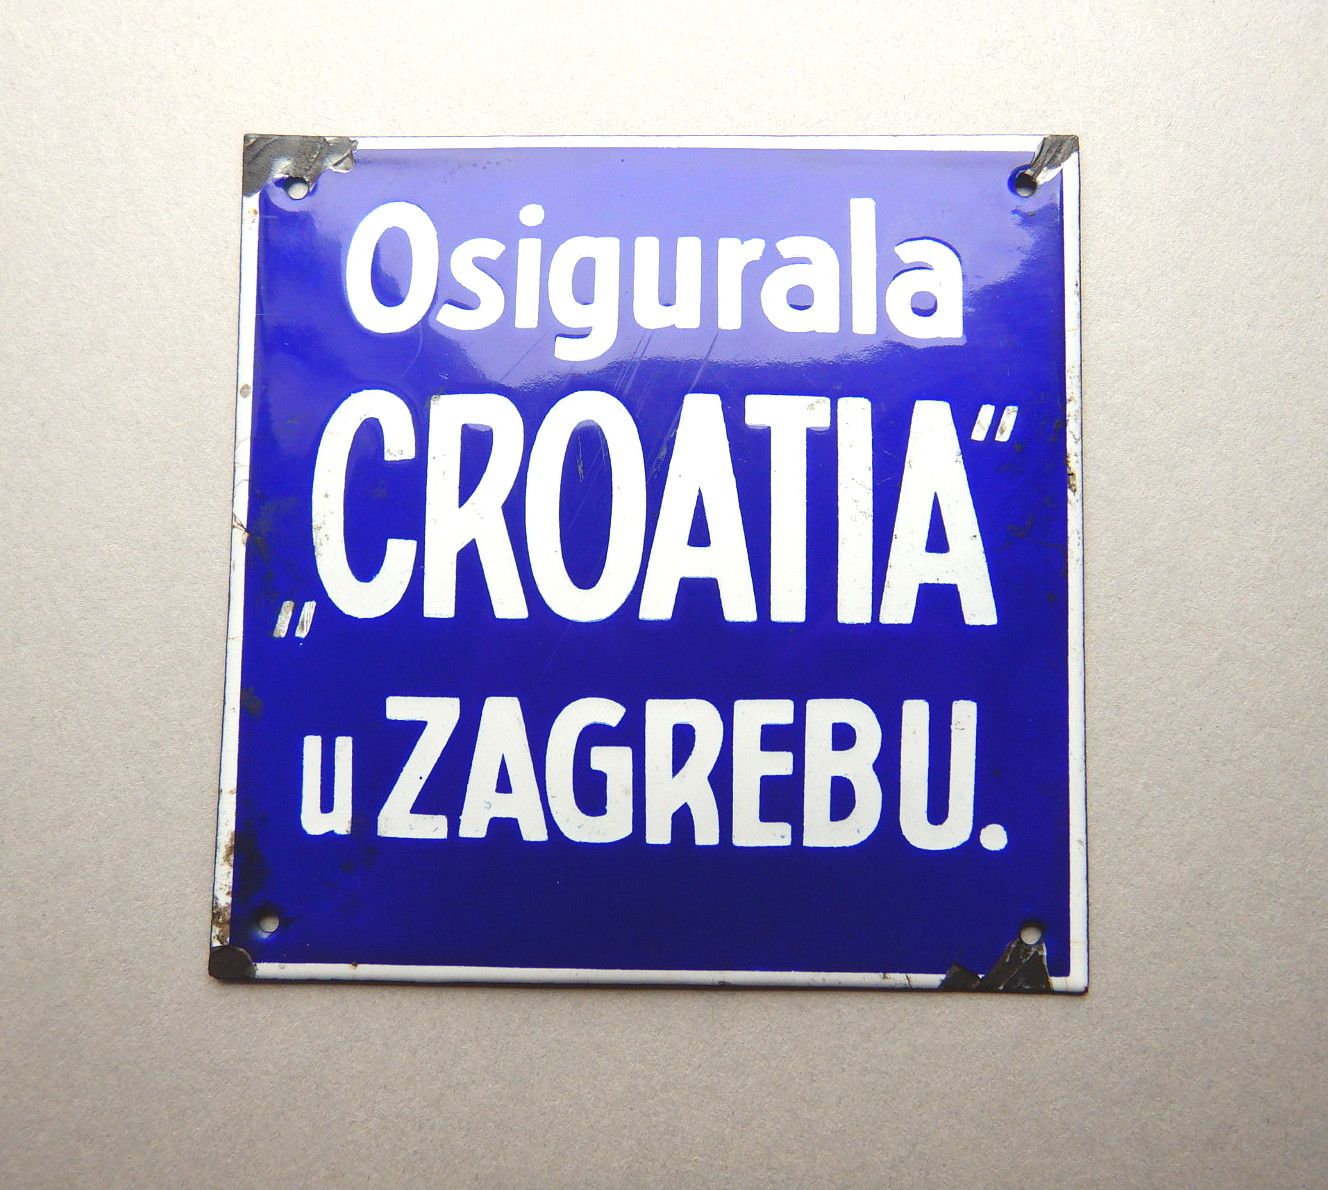 Osigurala
„CROATIA“
u ZAGREBU.